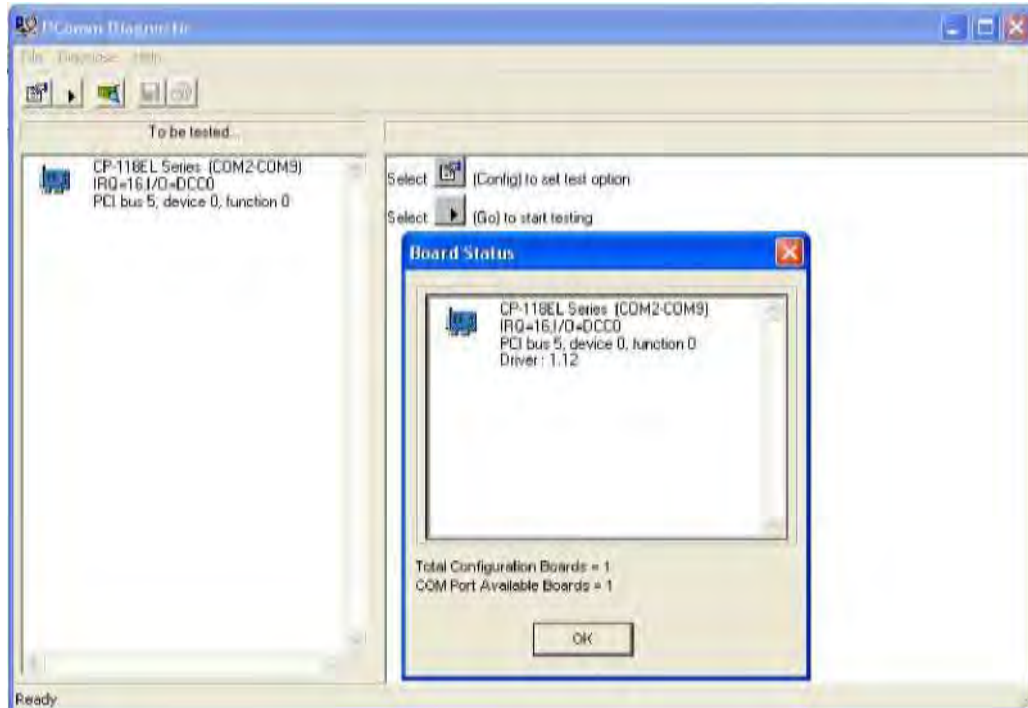 PComm Diagnostic
File Diagnose Help
To be tested...
CP-118EL Series (COM2-COM9)
IRQ=16,I/O=DCC0
PCI bus 5, device 0, function 0
Select (Config) to set test option
Select (Go) to start testing
Board Status
CP-118EL Series (COM2-COM9)
IRQ=16,I/O=DCC0
PCI bus 5, device 0, function 0
Driver : 1.12
Total Configuration Boards = 1
COM Port Available Boards = 1
OK
Ready